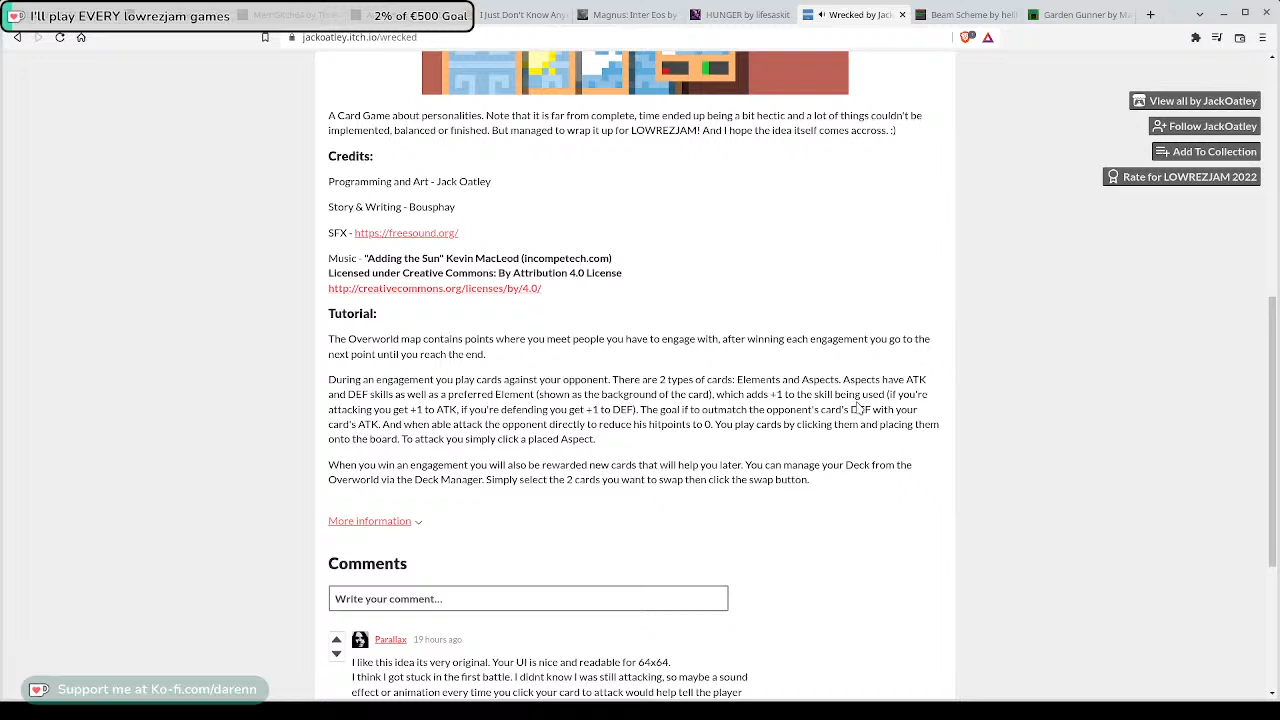 I'll play EVERY lowrezjam games
2% of €500 Goal
I Just Don't Know Any
Magnus: Inter Eos by
HUNGER by lifesaskit
Wrecked by Jack
Beam Scheme by helli
Garden Gunner by Ma
jackoatley.itch.io/wrecked
View all by JackOatley
Follow JackOatley
Add To Collection
Rate for LOWREZJAM 2022
A Card Game about personalities. Note that it is far from complete, time ended up being a bit hectic and a lot of things couldn't be
implemented, balanced or finished. But managed to wrap it up for LOWREZJAM! And I hope the idea itself comes accross. :)
Credits:
Programming and Art - Jack Oatley
Story & Writing - Bousphay
SFX - https://freesound.org/
Music - "Adding the Sun" Kevin MacLeod (incompetech.com)
Licensed under Creative Commons: By Attribution 4.0 License
http://creativecommons.org/licenses/by/4.0/
Tutorial:
The Overworld map contains points where you meet people you have to engage with, after winning each engagement you go to the
next point until you reach the end.
During an engagement you play cards against your opponent. There are 2 types of cards: Elements and Aspects. Aspects have ATK
and DEF skills as well as a preferred Element (shown as the background of the card), which adds +1 to the skill being used (if you're
attacking you get +1 to ATK, if you're defending you get +1 to DEF). The goal if to outmatch the opponent's card's DEF with your
card's ATK. And when able attack the opponent directly to reduce his hitpoints to 0. You play cards by clicking them and placing them
onto the board. To attack you simply click a placed Aspect.
When you win an engagement you will also be rewarded new cards that will help you later. You can manage your Deck from the
Overworld via the Deck Manager. Simply select the 2 cards you want to swap then click the swap button.
More information
Comments
Write your comment...
Parallax 19 hours ago
I like this idea its very original. Your UI is nice and readable for 64x64.
I think I got stuck in the first battle. I didnt know I was still attacking, so maybe a sound
effect or animation every time you click your card to attack would help tell the player
Support me at Ko-fi.com/darenn